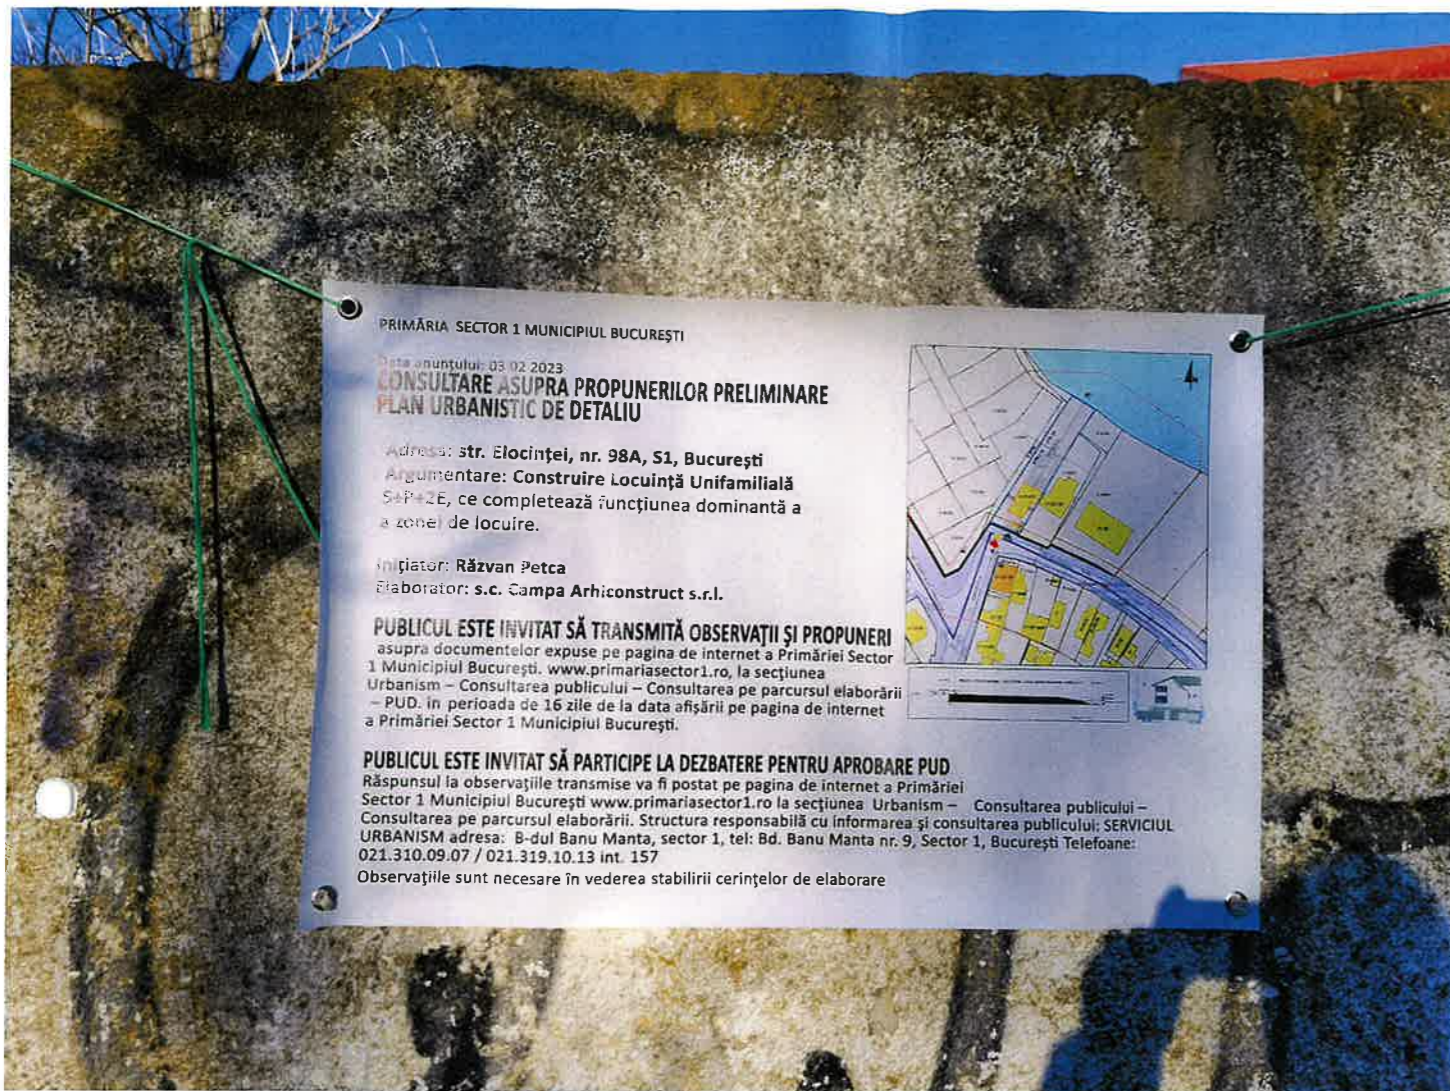 PRIMĂRIA SECTOR 1 MUNICIPIUL BUCUREȘTI
Data anunțului: 03 02 2023
CONSULTARE ASUPRA PROPUNERILOR PRELIMINARE
PLAN URBANISTIC DE DETALIU
Adresa: str. Elocinței, nr. 98A, S1, București
Argumentare: Construire Locuință Unifamilială
S+P+2E, ce completează funcțiunea dominantă a
a zonei de locuire.
Inițiator: Răzvan Petca
Elaborator: s.c. Campa Arhiconstruct s.r.l.
PUBLICUL ESTE INVITAT SĂ TRANSMITĂ OBSERVAȚII ȘI PROPUNERI
asupra documentelor expuse pe pagina de internet a Primăriei Sector
1 Municipiul București. www.primariasector1.ro, la secțiunea
Urbanism – Consultarea publicului – Consultarea pe parcursul elaborării
– PUD. in perioada de 16 zile de la data afișării pe pagina de internet
a Primăriei Sector 1 Municipiul București.
PUBLICUL ESTE INVITAT SĂ PARTICIPE LA DEZBATERE PENTRU APROBARE PUD
Răspunsul la observațiile transmise va fi postat pe pagina de internet a Primăriei
Sector 1 Municipiul București www.primariasector1.ro la secțiunea Urbanism – Consultarea publicului –
Consultarea pe parcursul elaborării. Structura responsabilă cu informarea și consultarea publicului: SERVICIUL
URBANISM adresa: B-dul Banu Manta, sector 1, tel: Bd. Banu Manta nr. 9, Sector 1, București Telefoane:
021.310.09.07 / 021.319.10.13 int. 157
Observațiile sunt necesare în vederea stabilirii cerințelor de elaborare